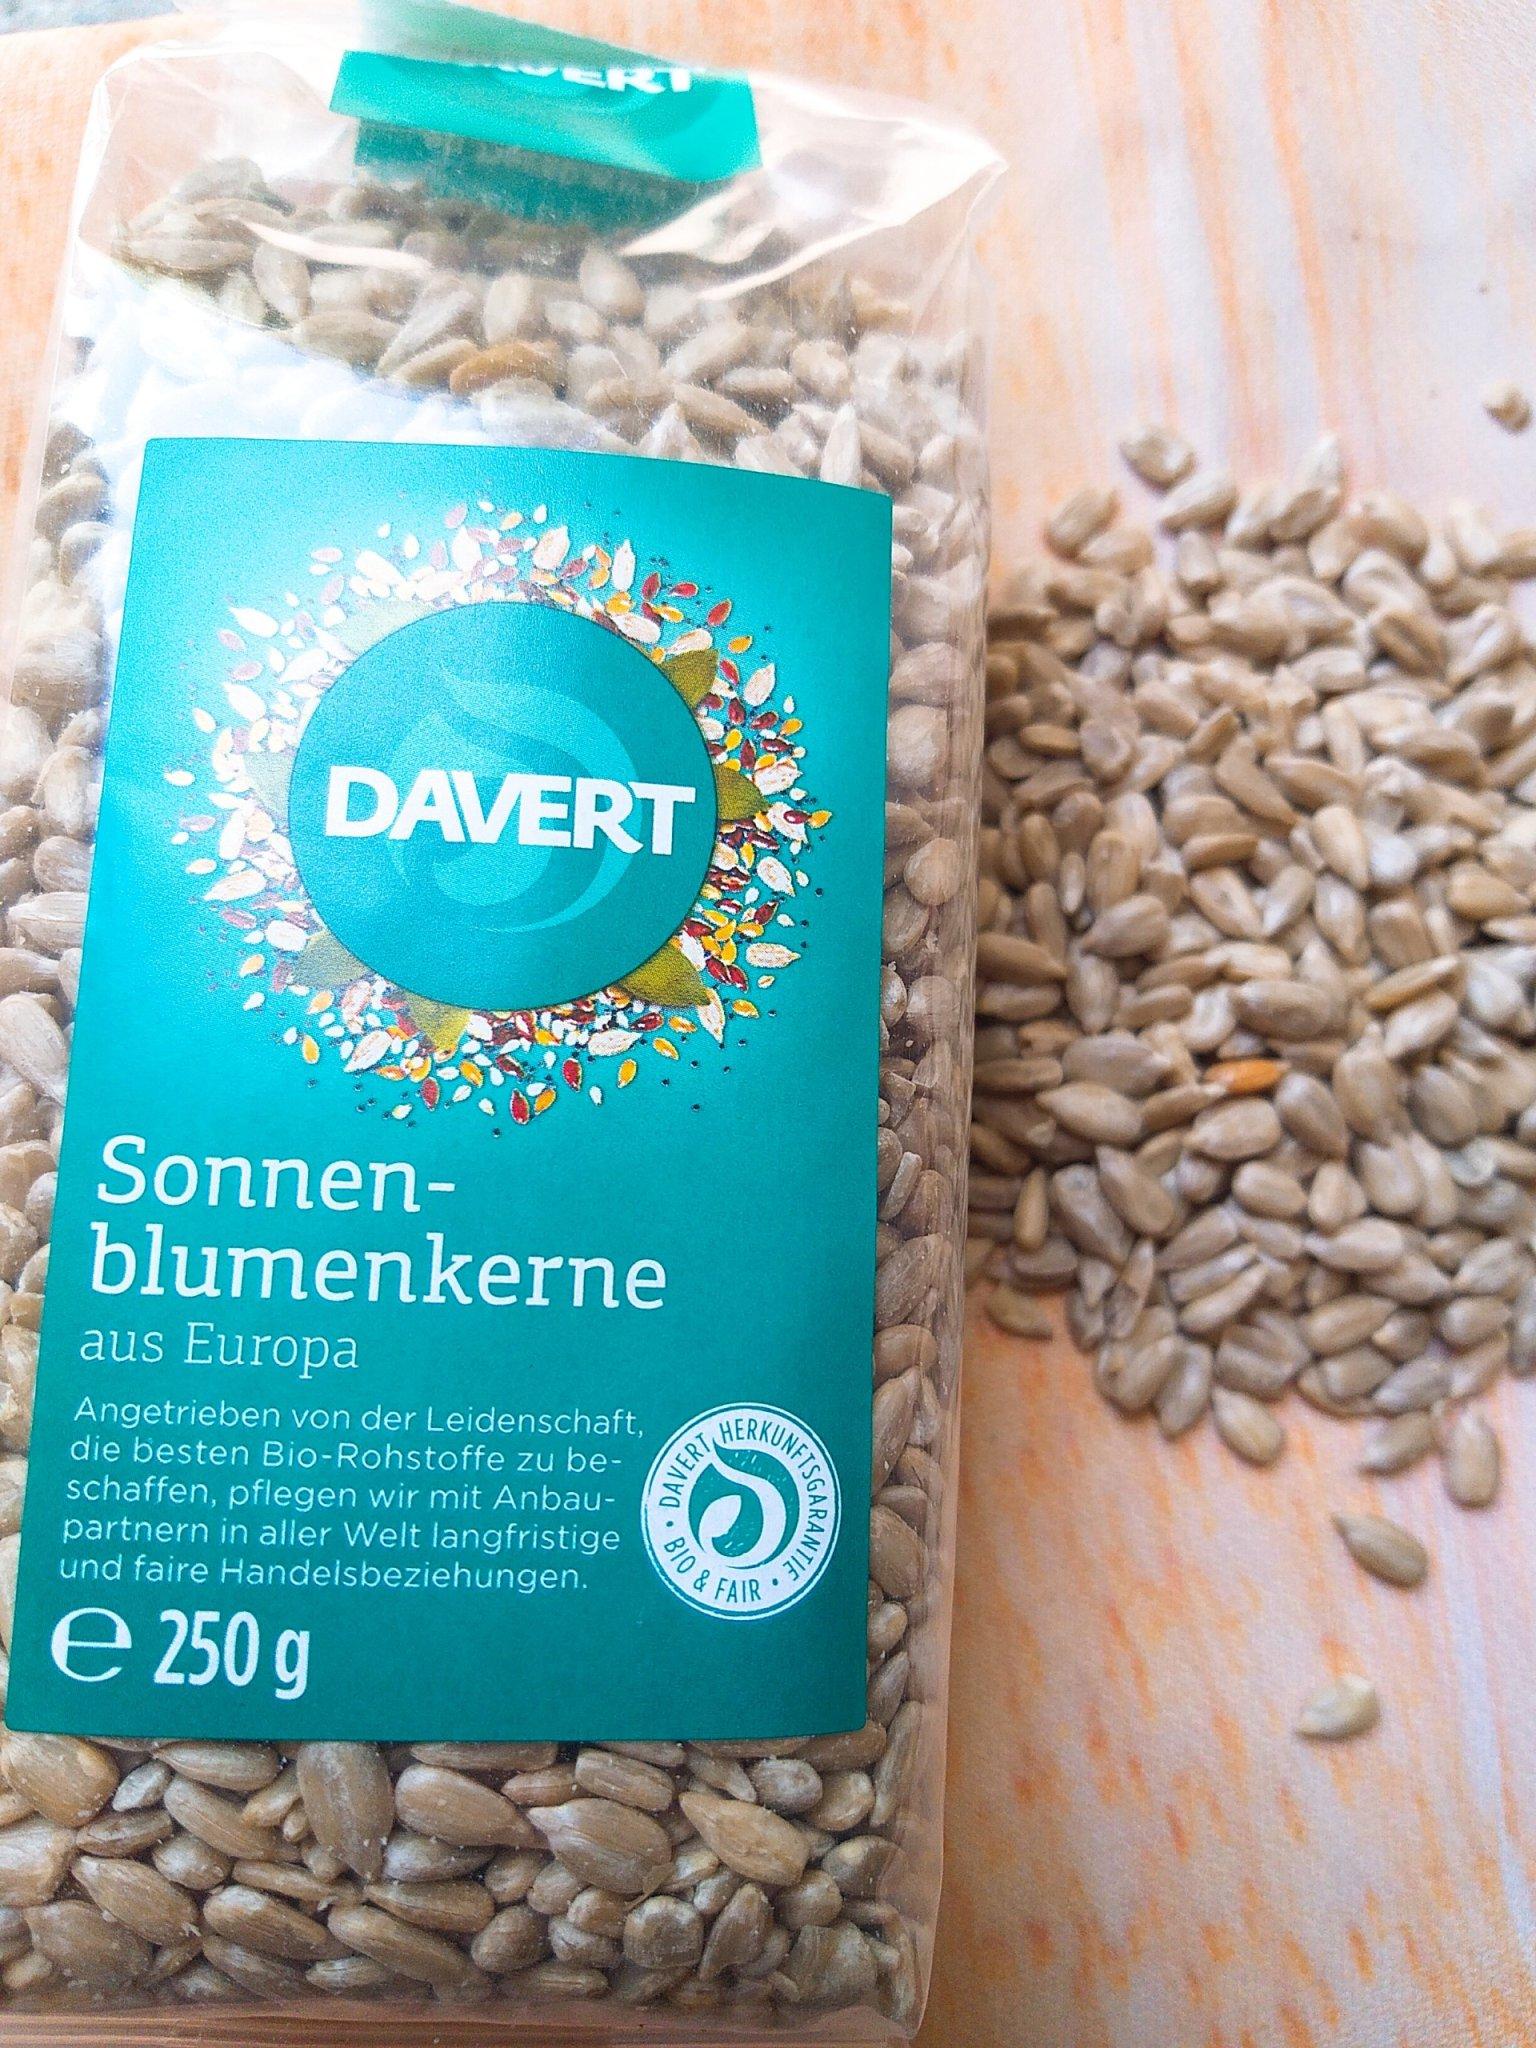 DAVERT
DAVERT
Sonnen-
blumenkerne
aus Europa
Angetrieben von der Leidenschaft,
die besten Bio-Rohstoffe zu be-
schaffen, pflegen wir mit Anbau-
partnern in aller Welt langfristige
und faire Handelsbeziehungen.
DAVERT HERKUNFTSGARANTIE
• BIO & FAIR •
℮ 250 g